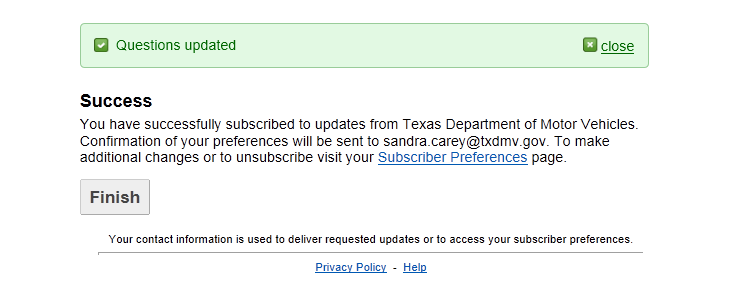 Questions updated close
Success
You have successfully subscribed to updates from Texas Department of Motor Vehicles.
Confirmation of your preferences will be sent to sandra.carey@txdmv.gov. To make
additional changes or to unsubscribe visit your Subscriber Preferences page.
Finish
Your contact information is used to deliver requested updates or to access your subscriber preferences.
Privacy Policy - Help